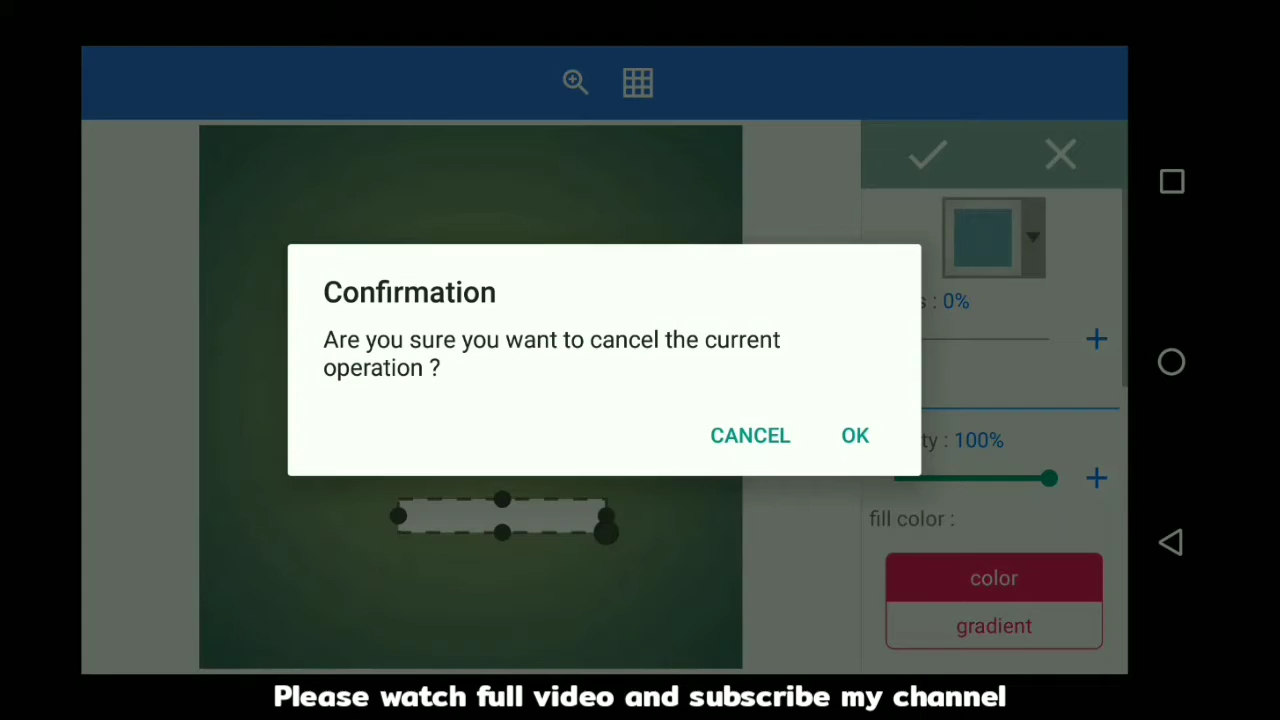 Confirmation
Are you sure you want to cancel the current
operation ?
CANCEL OK
s : 0%
ty : 100%
fill color :
color
gradient
Please watch full video and subscribe my channel